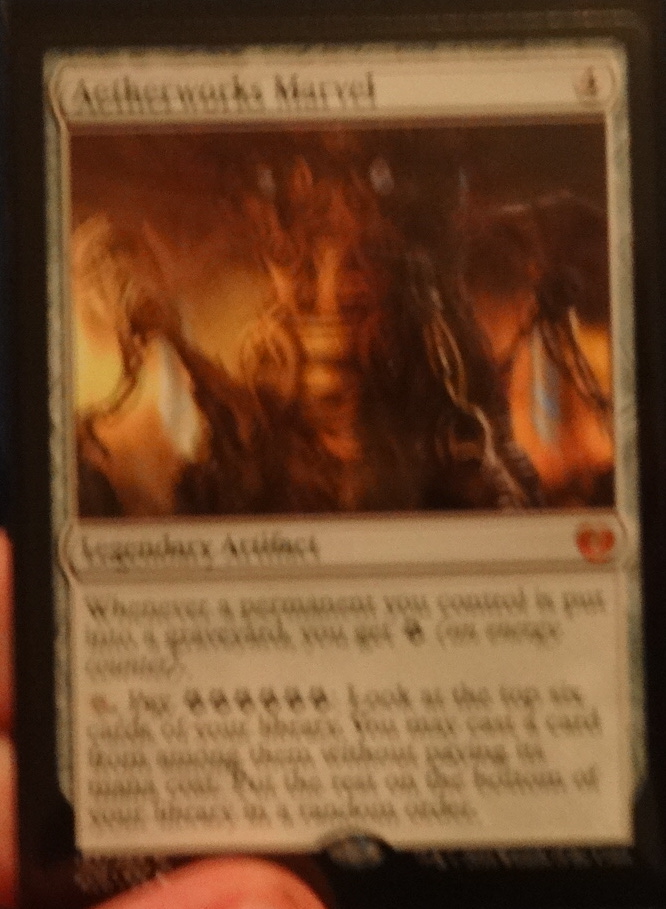 Aetherworks Marvel 4
Legendary Artifact
Whenever a permanent you control is put
into a graveyard, you get (an energy
counter).
Pay : Look at the top six
cards of your library. You may cast a card
from among them without paying its
mana cost. Put the rest on the bottom of
your library in a random order.